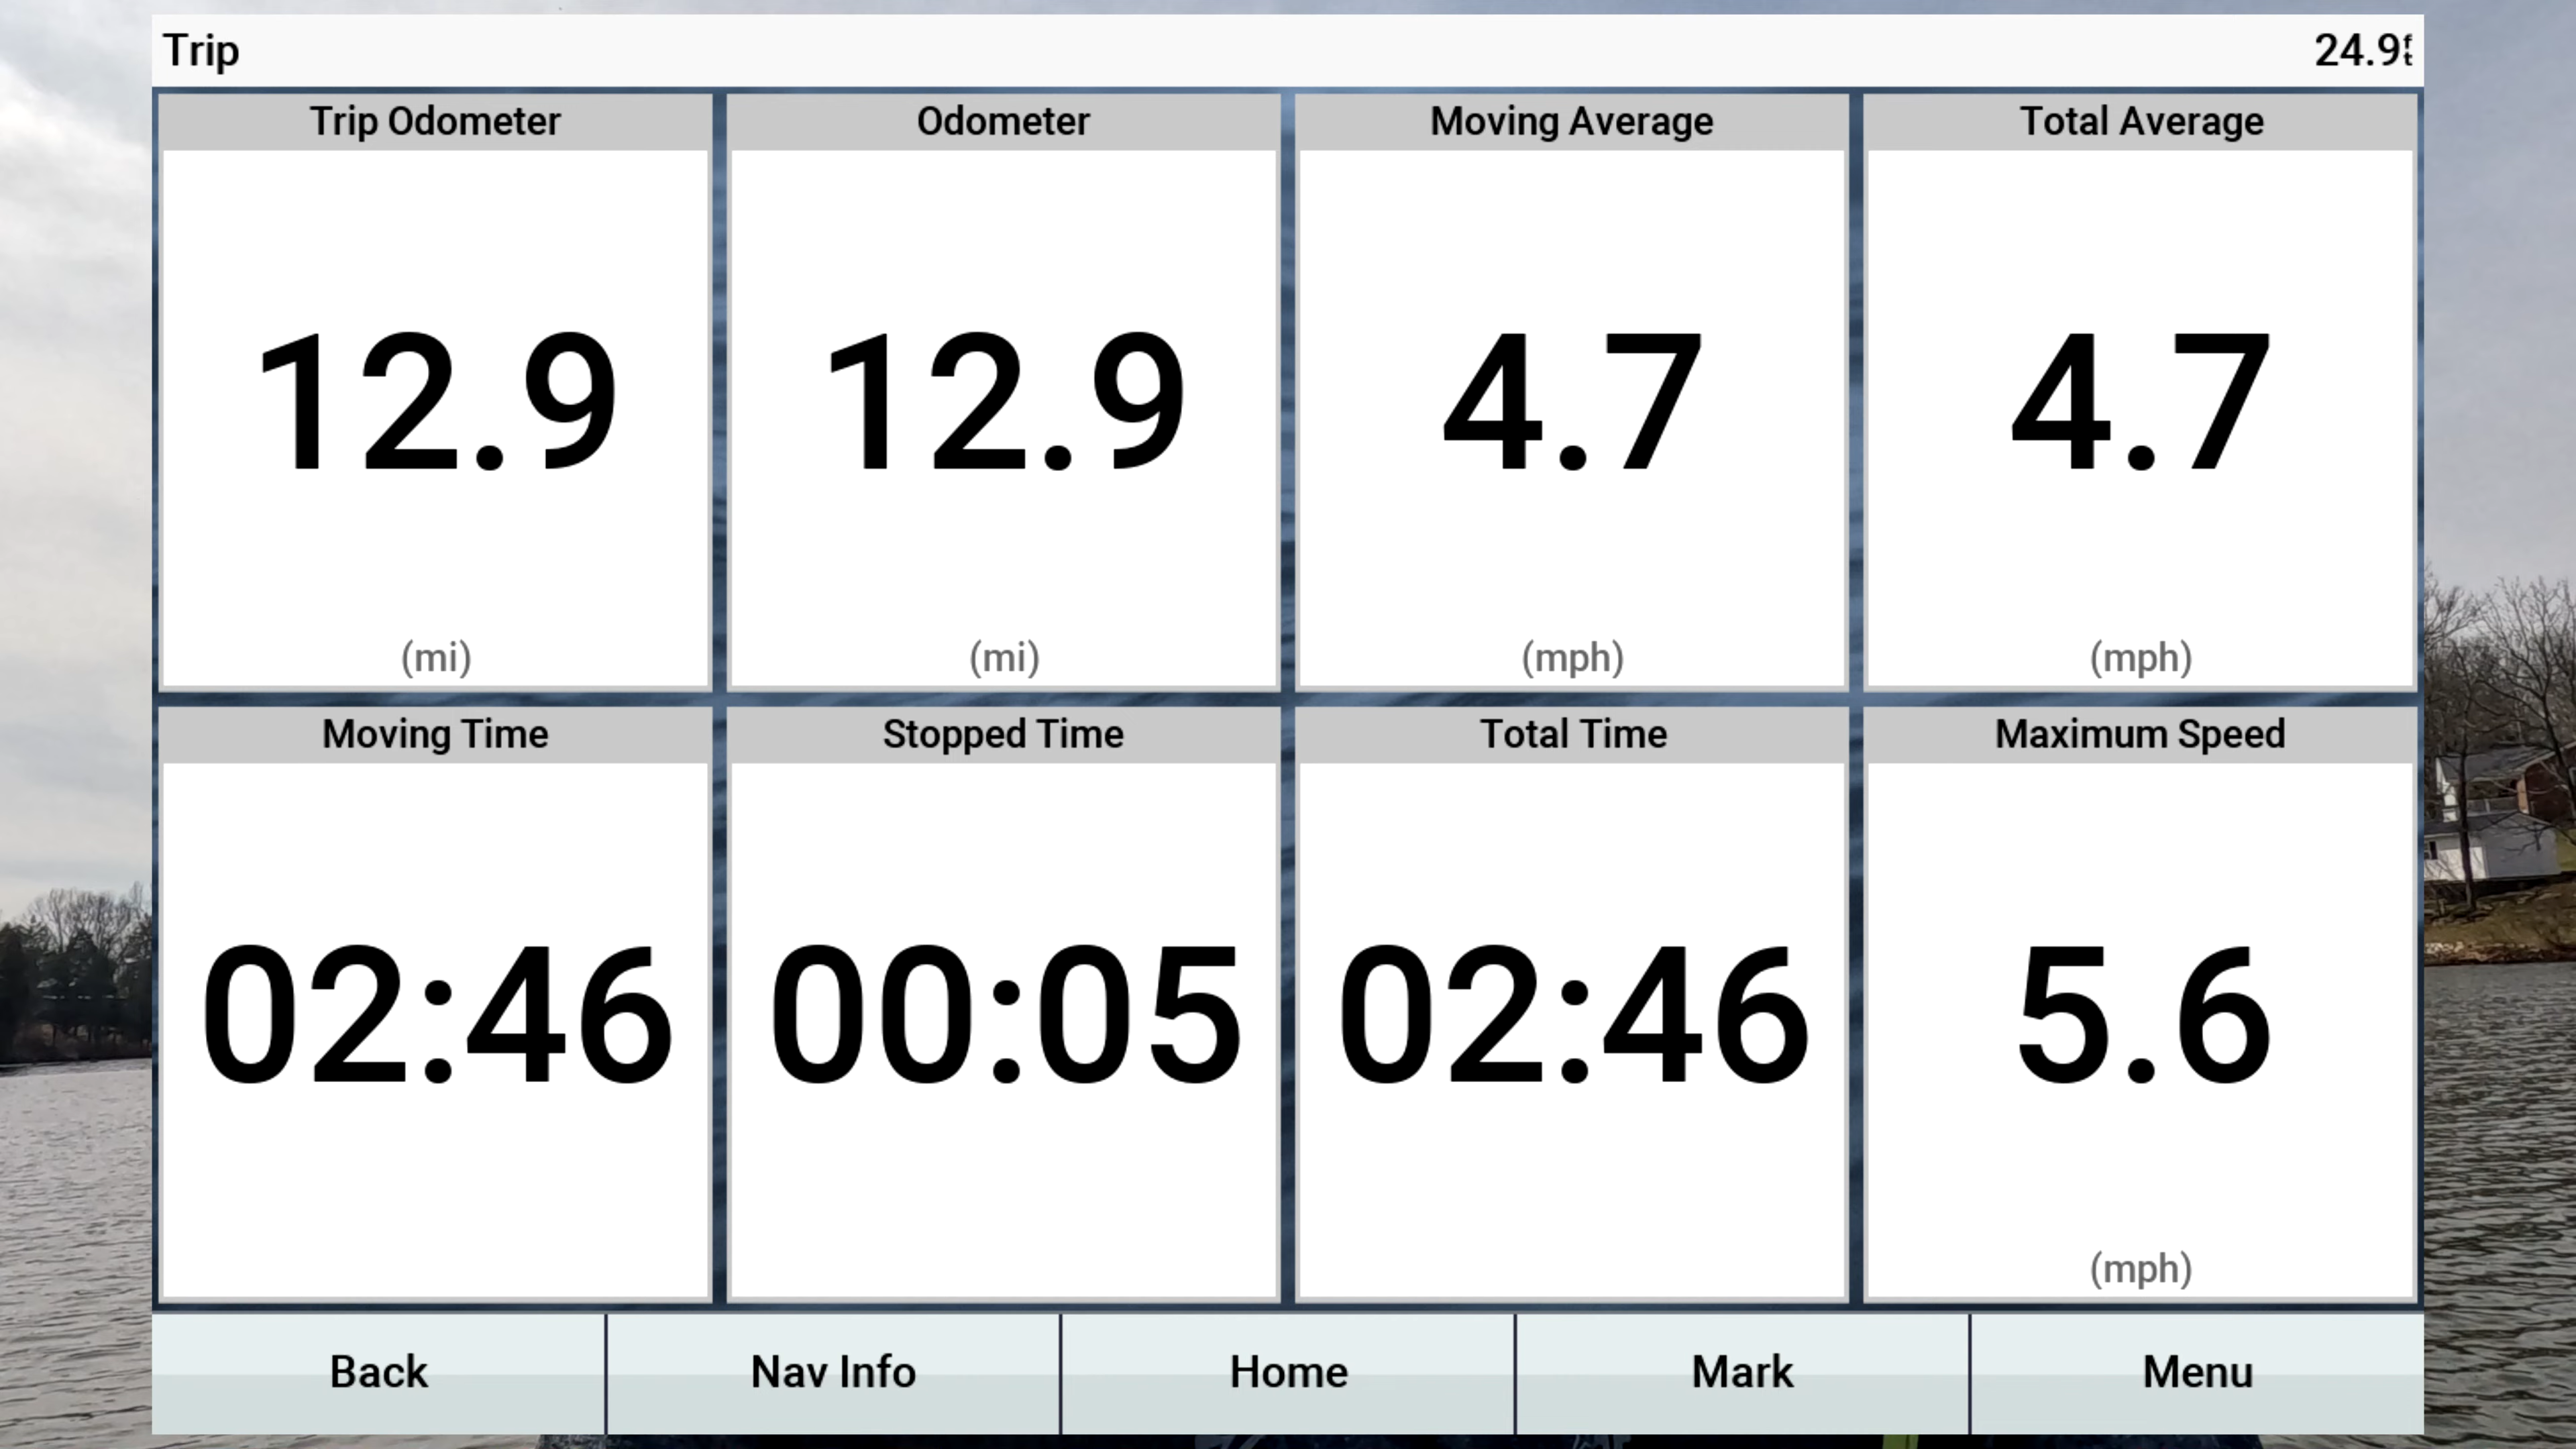 Trip
24.9ft
Trip Odometer
12.9
(mi)
Odometer
12.9
(mi)
Moving Average
4.7
(mph)
Total Average
4.7
(mph)
Moving Time
02:46
Stopped Time
00:05
Total Time
02:46
Maximum Speed
5.6
(mph)
Back
Nav Info
Home
Mark
Menu